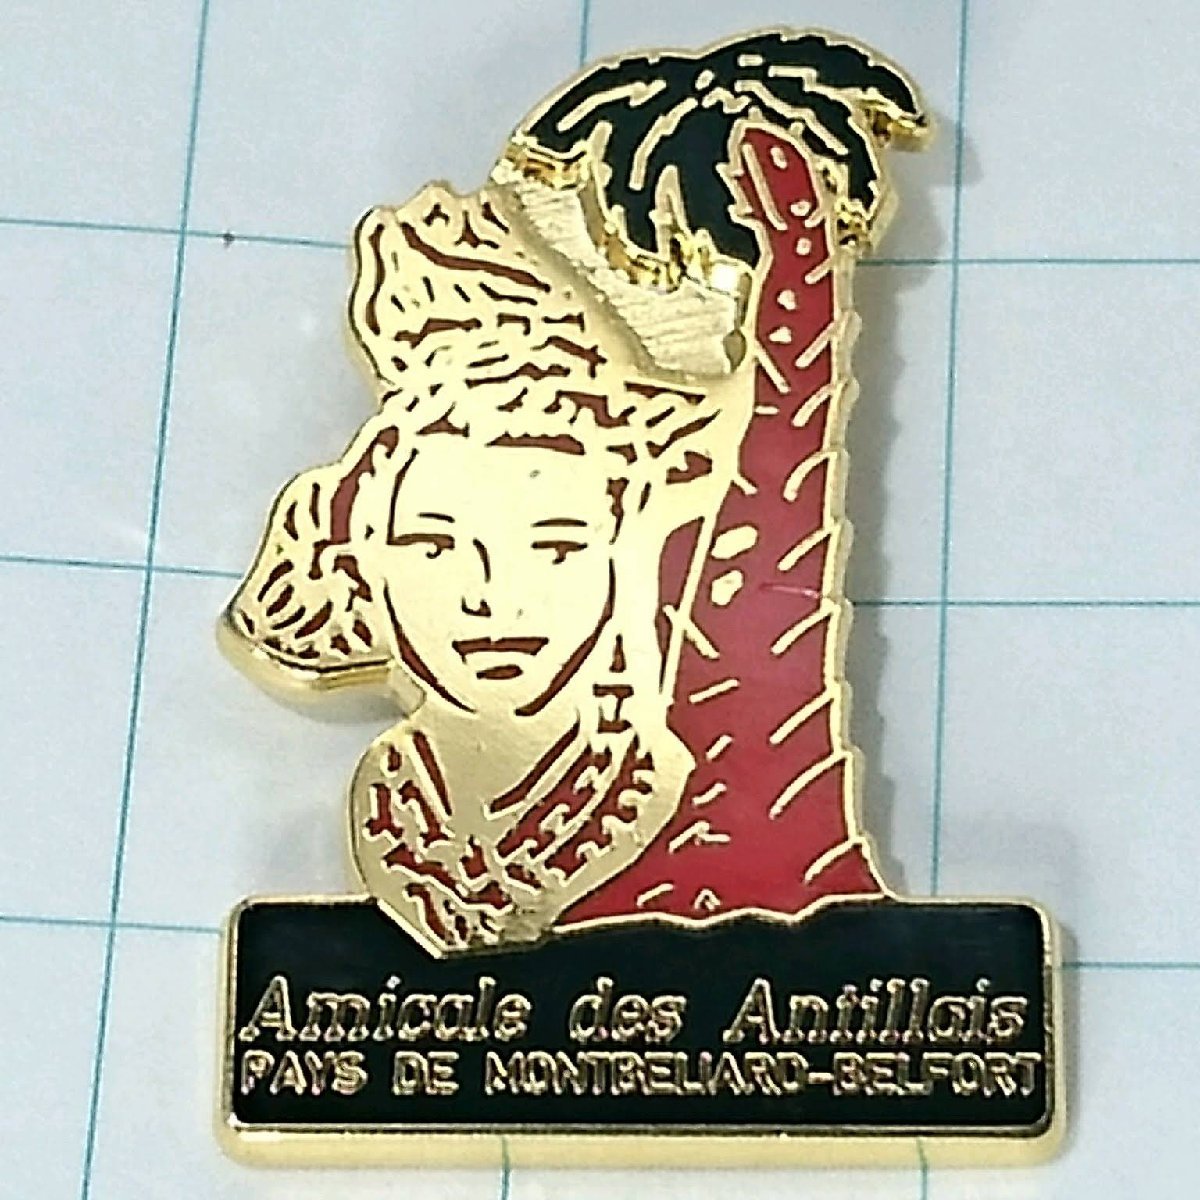 Amicale des Antillais
PAYS DE MONTBELIARD-BELFORT